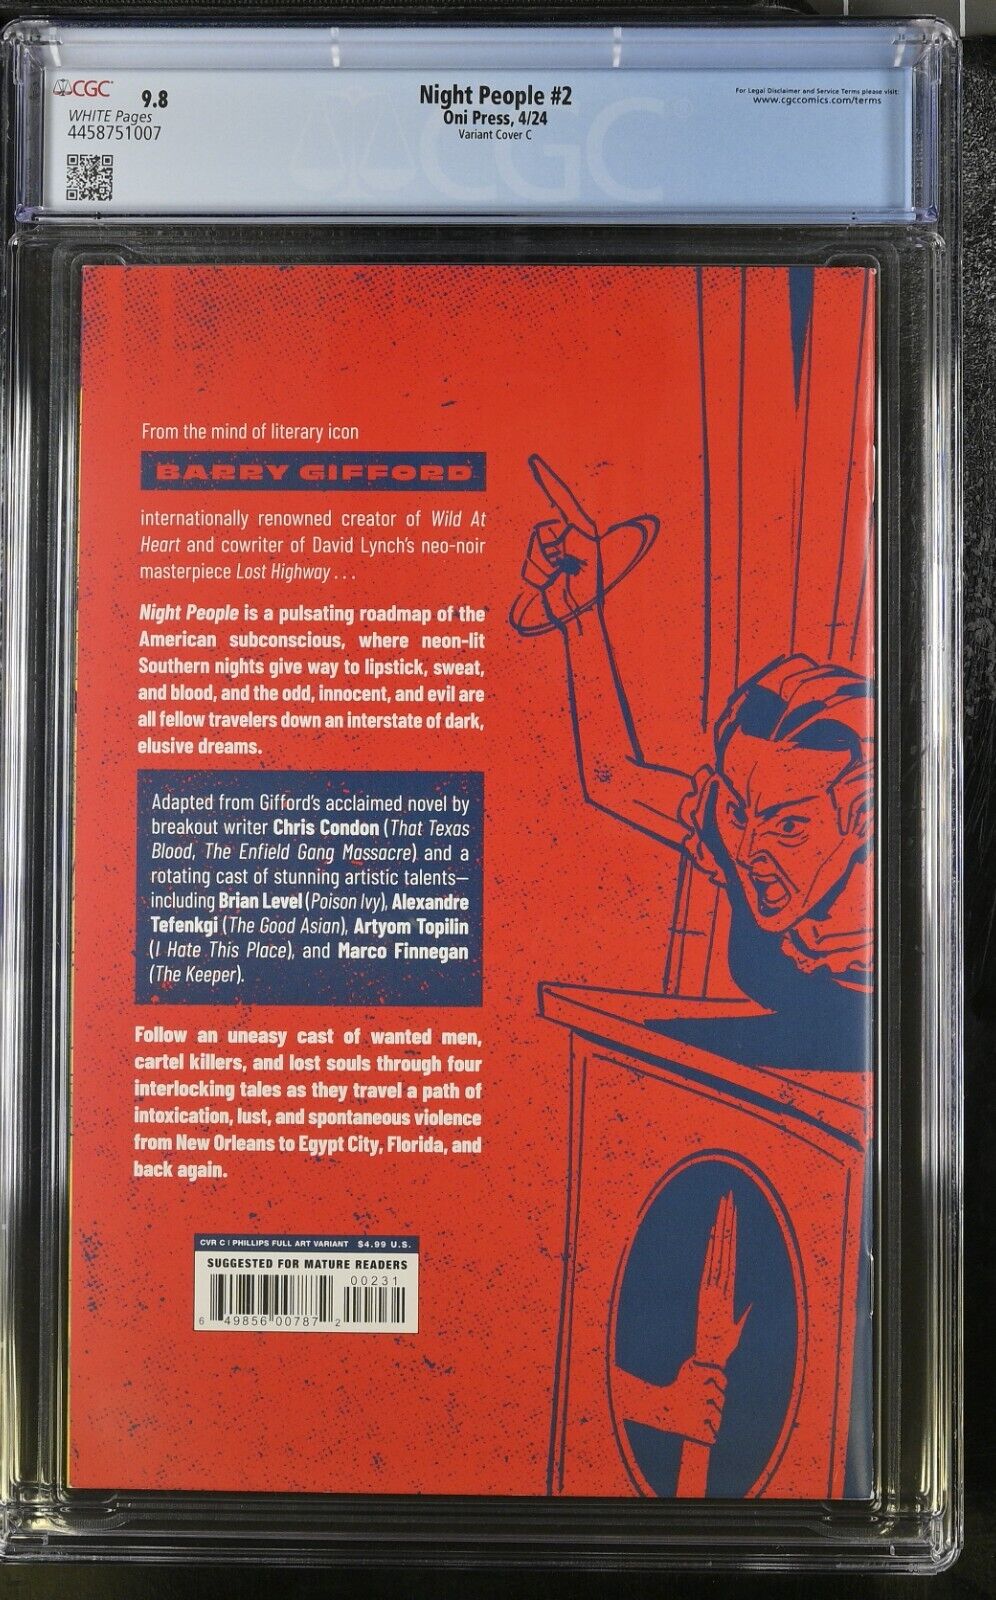 CGC
9.8
WHITE Pages
4458751007
Night People #2
Oni Press, 4/24
Variant Cover C
For Legal Disclaimer and Service Terms please visit:
www.cgccomics.com/terms
CGC
From the mind of literary icon
BARRY GIFFORD
internationally renowned creator of Wild At
Heart and cowriter of David Lynch's neo-noir
masterpiece Lost Highway . . .
Night People is a pulsating roadmap of the
American subconscious, where neon-lit
Southern nights give way to lipstick, sweat,
and blood, and the odd, innocent, and evil are
all fellow travelers down an interstate of dark,
elusive dreams.
Adapted from Gifford's acclaimed novel by
breakout writer Chris Condon (That Texas
Blood, The Enfield Gang Massacre) and a
rotating cast of stunning artistic talents—
including Brian Level (Poison Ivy), Alexandre
Tefenkgi (The Good Asian), Artyom Topilin
(I Hate This Place), and Marco Finnegan
(The Keeper).
Follow an uneasy cast of wanted men,
cartel killers, and lost souls through four
interlocking tales as they travel a path of
intoxication, lust, and spontaneous violence
from New Orleans to Egypt City, Florida, and
back again.
CVR C | PHILLIPS FULL ART VARIANT $4.99 U.S.
SUGGESTED FOR MATURE READERS
00231
6 49856 00787 2